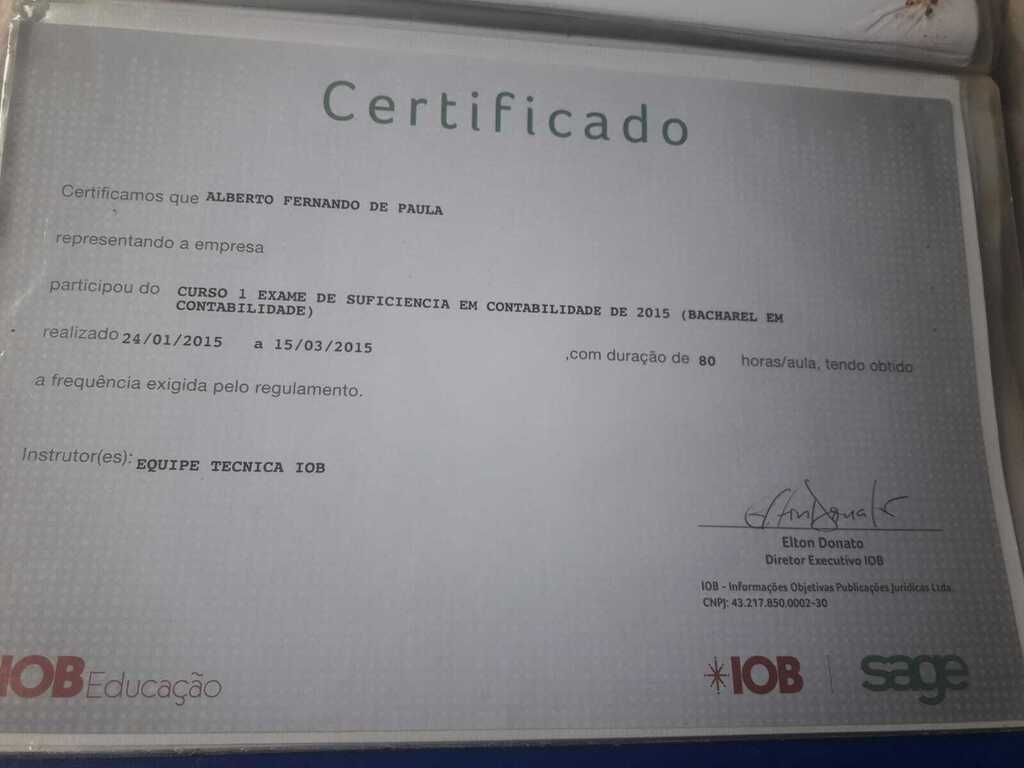 Certificado
Certificamos que ALBERTO FERNANDO DE PAULA
representando a empresa
participou do CURSO 1 EXAME DE SUFICIENCIA EM CONTABILIDADE DE 2015 (BACHAREL EM
CONTABILIDADE)
realizado 24/01/2015 a 15/03/2015 ,com duração de 80 horas/aula, tendo obtido
a frequência exigida pelo regulamento.
Instrutor(es): EQUIPE TECNICA IOB
Elton Donato
Elton Donato
Diretor Executivo IOB
IOB - Informações Objetivas Publicações Jurídicas Ltda.
CNPJ: 43.217.850.0002-30
IOB Educação
IOB | sage